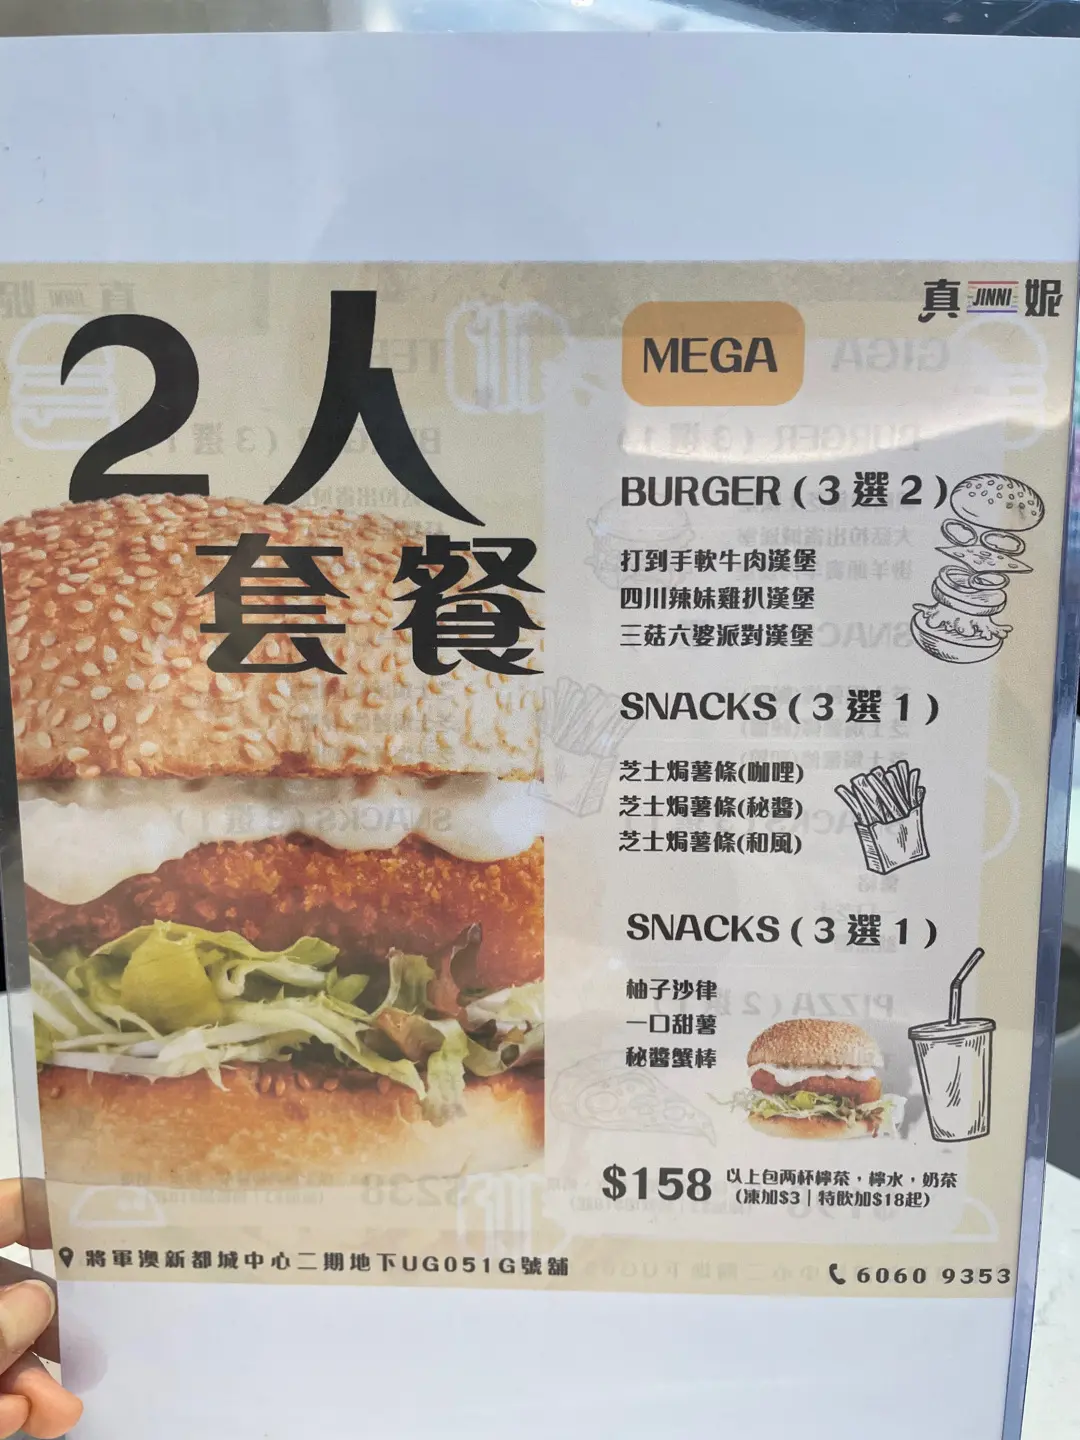 真 JINNI 妮
2人
套餐
MEGA
BURGER ( 3 選 2 )
打到手軟牛肉漢堡
四川辣妹雞扒漢堡
三菇六婆派對漢堡
SNACKS ( 3 選 1 )
芝士焗薯條(咖哩)
芝士焗薯條(秘醬)
芝士焗薯條(和風)
SNACKS ( 3 選 1 )
柚子沙律
一口甜薯
秘醬蟹棒
$158 以上包两杯檸茶，檸水，奶茶
(凍加$3 | 特飲加$18起)
將軍澳新都城中心二期地下UG051G號舖
6060 9353